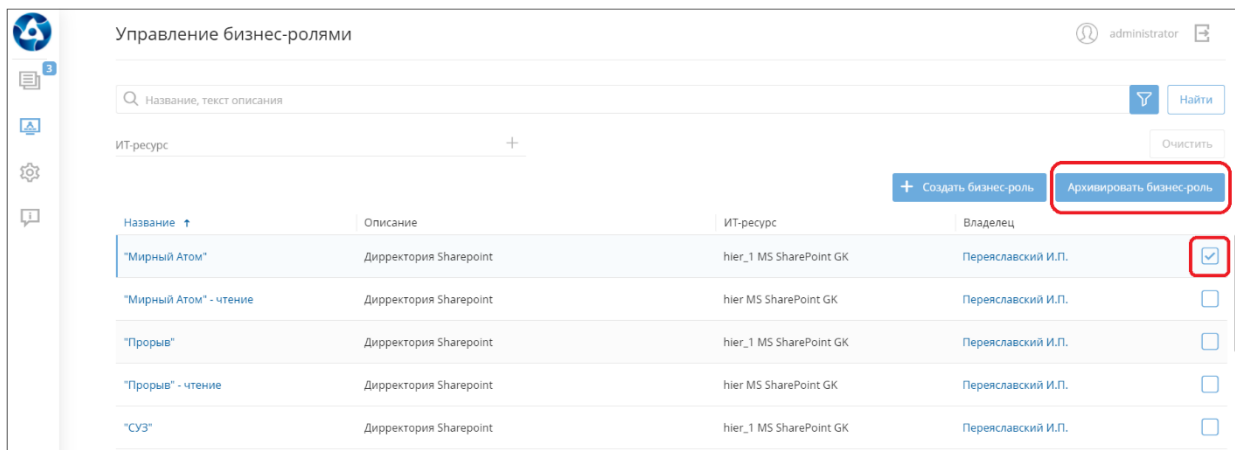 Управление бизнес-ролями
administrator
3
Название, текст описания
Найти
ИТ-ресурс
Очистить
Создать бизнес-роль
Архивировать бизнес-роль
Название Описание ИТ-ресурс Владелец
"Мирный Атом" Дирректория Sharepoint hier_1 MS SharePoint GK Переяславский И.П.
"Мирный Атом" - чтение Дирректория Sharepoint hier MS SharePoint GK Переяславский И.П.
"Прорыв" Дирректория Sharepoint hier_1 MS SharePoint GK Переяславский И.П.
"Прорыв" - чтение Дирректория Sharepoint hier MS SharePoint GK Переяславский И.П.
"СУЗ" Дирректория Sharepoint hier_1 MS SharePoint GK Переяславский И.П.